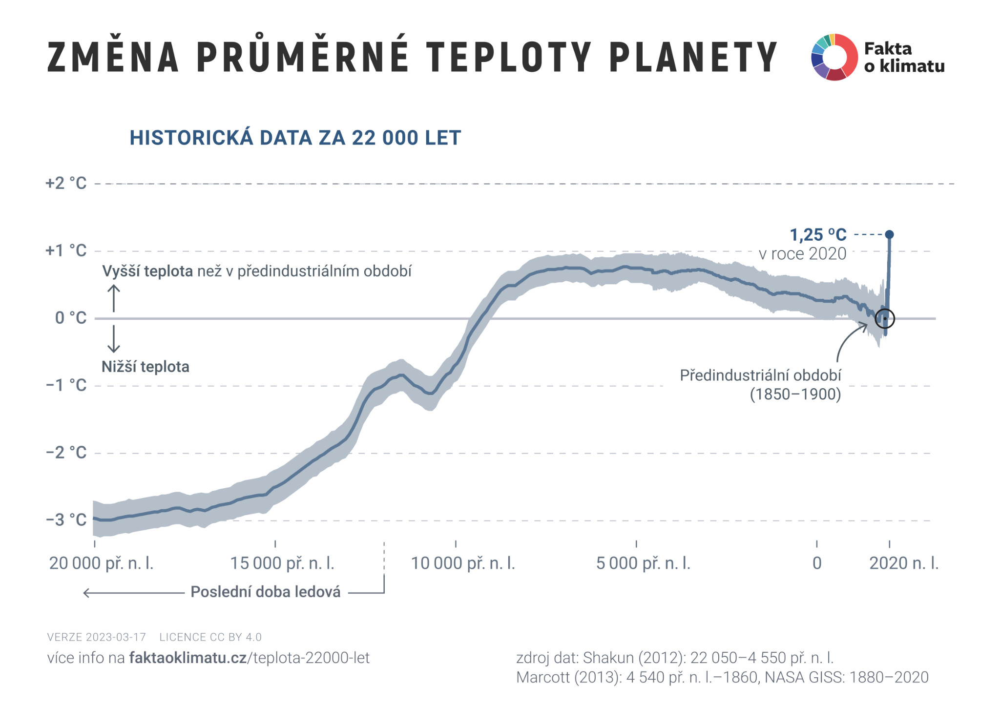 ZMĚNA PRŮMĚRNÉ TEPLOTY PLANETY
Fakta
o klimatu
HISTORICKÁ DATA ZA 22 000 LET
+2 °C
1,25 °C
v roce 2020
+1 °C
Vyšší teplota než v předindustriálním období
0 °C
Nižší teplota
Předindustriální období
(1850–1900)
−1 °C
−2 °C
−3 °C
20 000 př. n. l.
15 000 př. n. l.
10 000 př. n. l.
5 000 př. n. l.
0
2020 n. l.
Poslední doba ledová
VERZE 2023-03-17 LICENCE CC BY 4.0
více info na faktaoklimatu.cz/teplota-22000-let
zdroj dat: Shakun (2012): 22 050–4 550 př. n. l.
Marcott (2013): 4 540 př. n. l.–1860, NASA GISS: 1880–2020